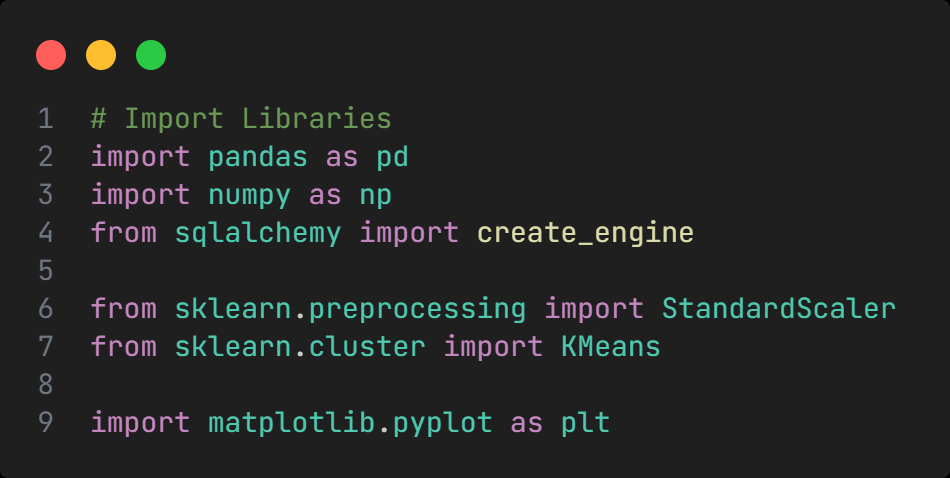 1 # Import Libraries
2 import pandas as pd
3 import numpy as np
4 from sqlalchemy import create_engine
5
6 from sklearn.preprocessing import StandardScaler
7 from sklearn.cluster import KMeans
8
9 import matplotlib.pyplot as plt